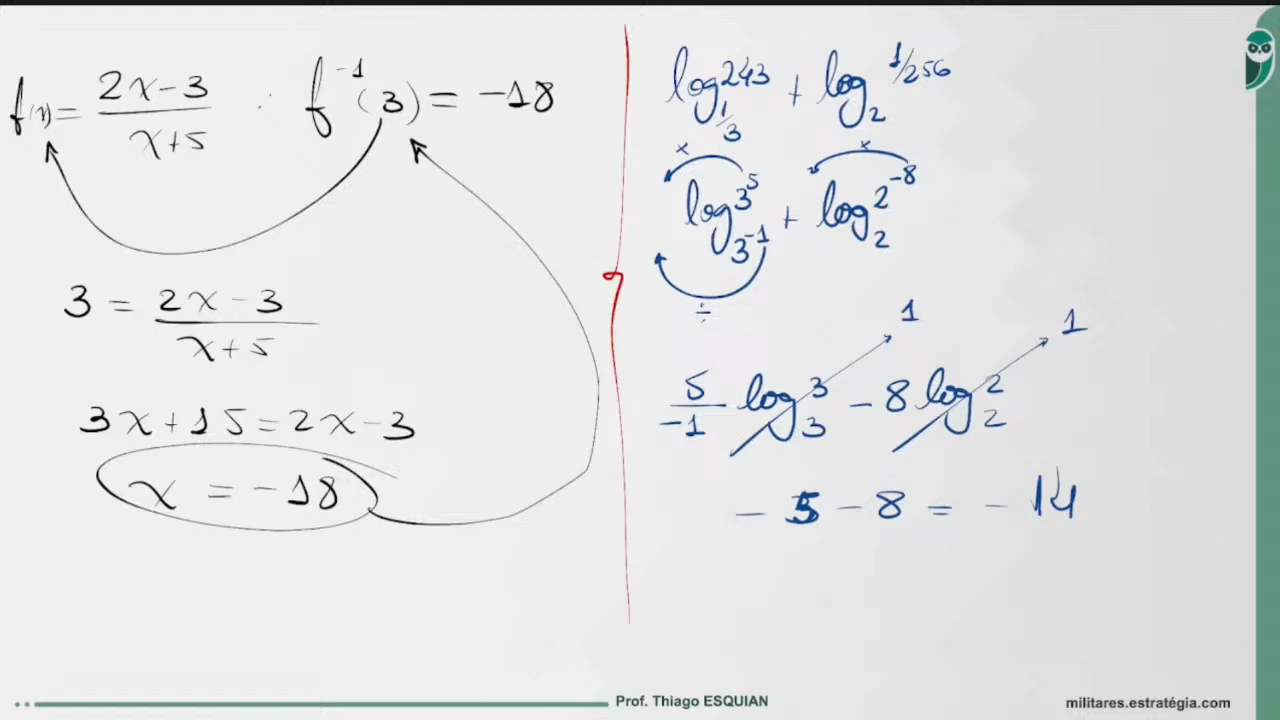 f(x) = 2x-3 / x+5 ∴ f⁻¹(3) = -18
3 = 2x-3 / x+5
3x+15=2x-3
x = -18
log_{1/3} 243 + log_2 1/256
x x
log_{3⁻¹} 3⁵ + log_2 2⁻⁸
÷
1 1
5/-1 log_3 3 - 8 log_2 2
- 5 - 8 = - 14
Prof. Thiago ESQUIAN
militares.estratégia.com